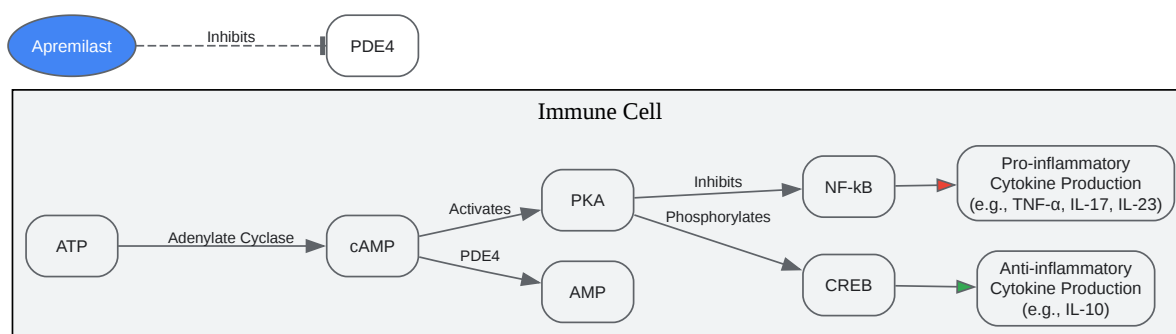 Apremilast
Inhibits
PDE4
Immune Cell
ATP
Adenylate Cyclase
cAMP
Activates
PKA
PDE4
AMP
Inhibits
NF-kB
Phosphorylates
CREB
Pro-inflammatory
Cytokine Production
(e.g., TNF-α, IL-17, IL-23)
Anti-inflammatory
Cytokine Production
(e.g., IL-10)